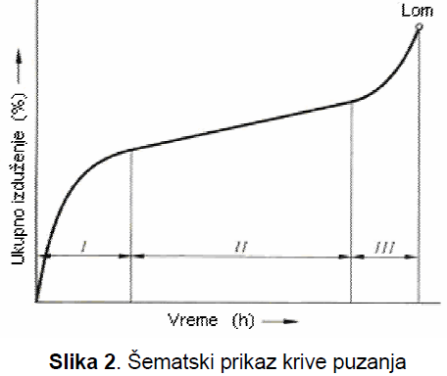 Lom
Ukupno izduženje (%)
I
II
III
Vreme (h)
Slika 2. Šematski prikaz krive puzanja